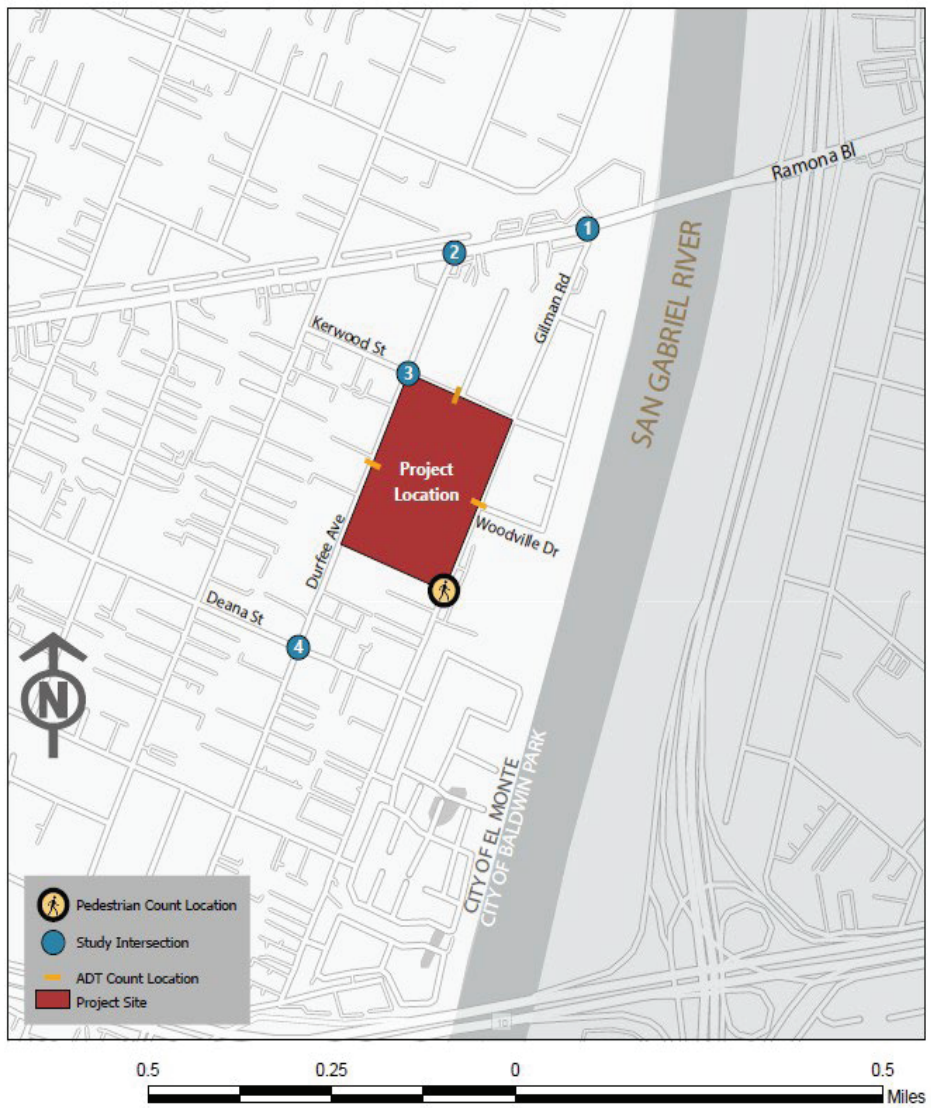 Ramona Bl
1
2
SAN GABRIEL RIVER
Gilman Rd
Kerwood St
3
Project
Location
Woodville Dr
Durfee Ave
Deana St
4
N
CITY OF EL MONTE
CITY OF BALDWIN PARK
Pedestrian Count Location
Study Intersection
ADT Count Location
Project Site
10
0.5 0.25 0 0.5
Miles